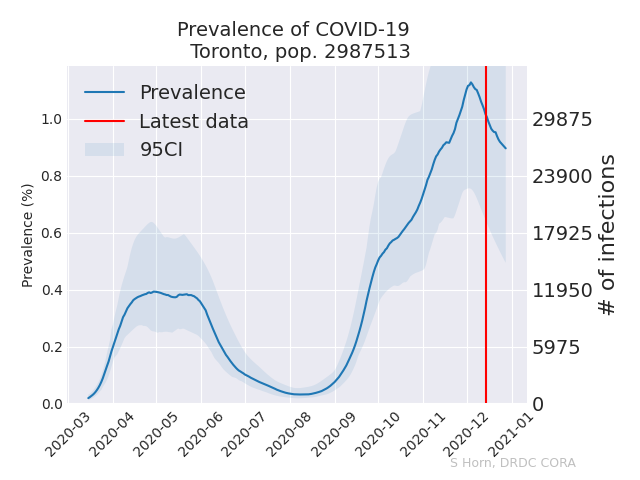 Prevalence of COVID-19
Toronto, pop. 2987513
Prevalence
Latest data
95CI
Prevalence (%)
1.0
0.8
0.6
0.4
0.2
0.0
29875
23900
17925
11950
5975
0
# of infections
2020-03
2020-04
2020-05
2020-06
2020-07
2020-08
2020-09
2020-10
2020-11
2020-12
2021-01
S Horn, DRDC CORA